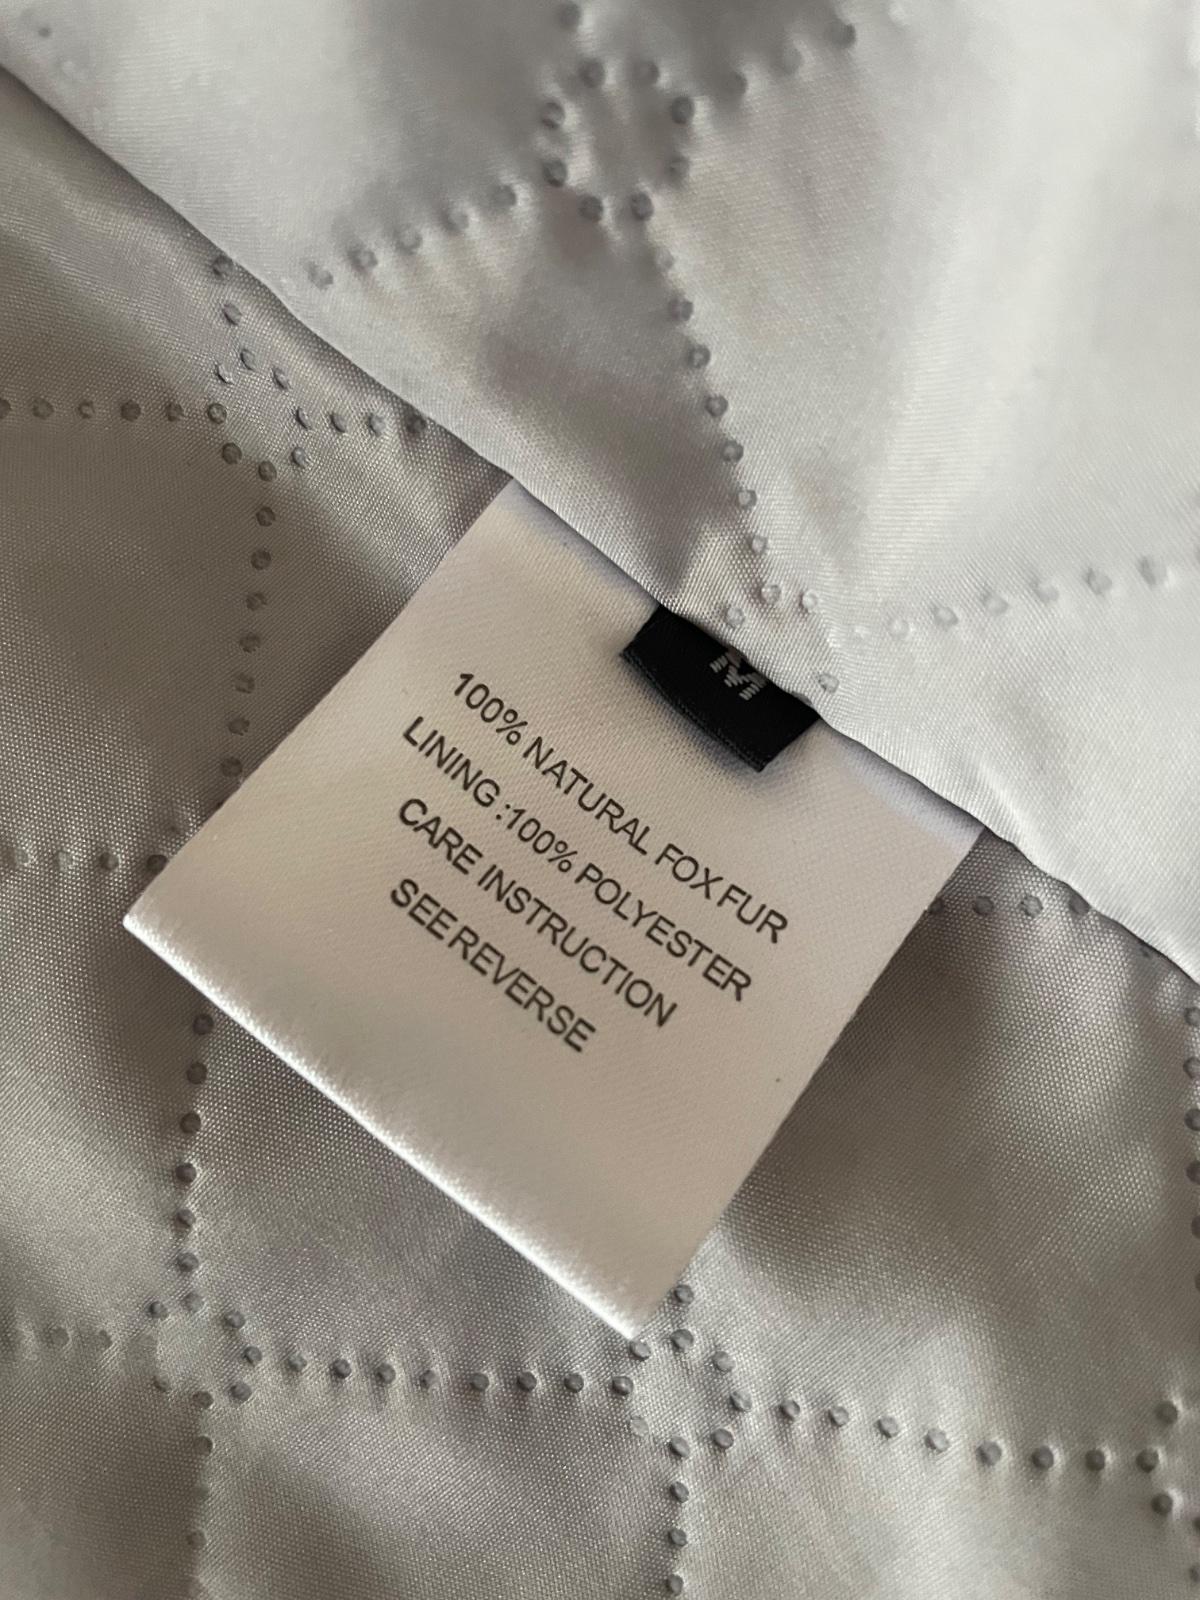 M
100% NATURAL FOX FUR
LINING :100% POLYESTER
CARE INSTRUCTION
SEE REVERSE